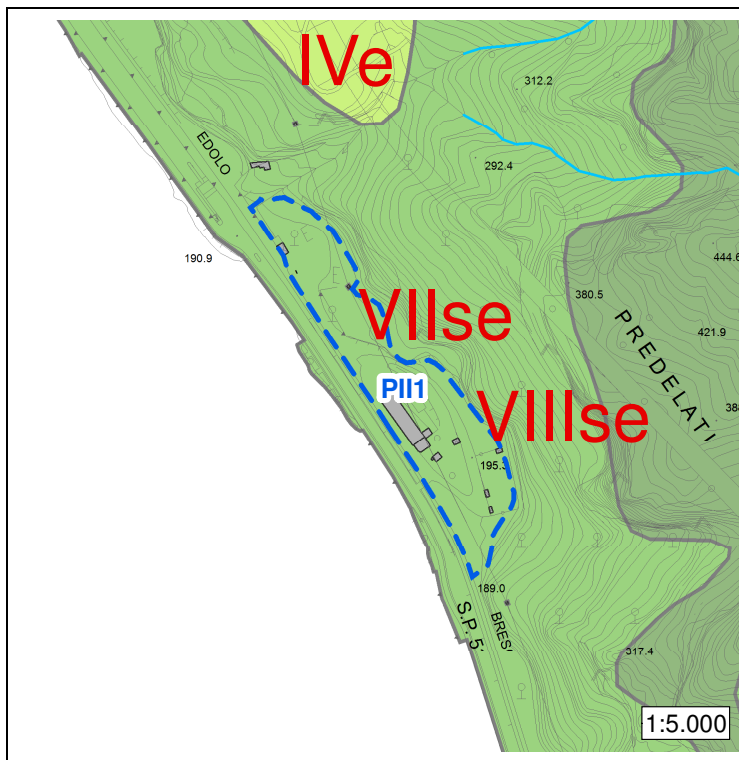 IVe
312.2
EDOLO
292.4
190.9
444.6
380.5
VIIse
421.9
PREDELATI
PII1
VIIIse
388
195.3
189.0
S.P. 5
BRES
317.4
1:5.000